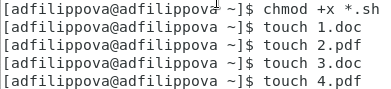 [adfilippova@adfilippova ~]$ chmod +x *.sh
[adfilippova@adfilippova ~]$ touch 1.doc
[adfilippova@adfilippova ~]$ touch 2.pdf
[adfilippova@adfilippova ~]$ touch 3.doc
[adfilippova@adfilippova ~]$ touch 4.pdf